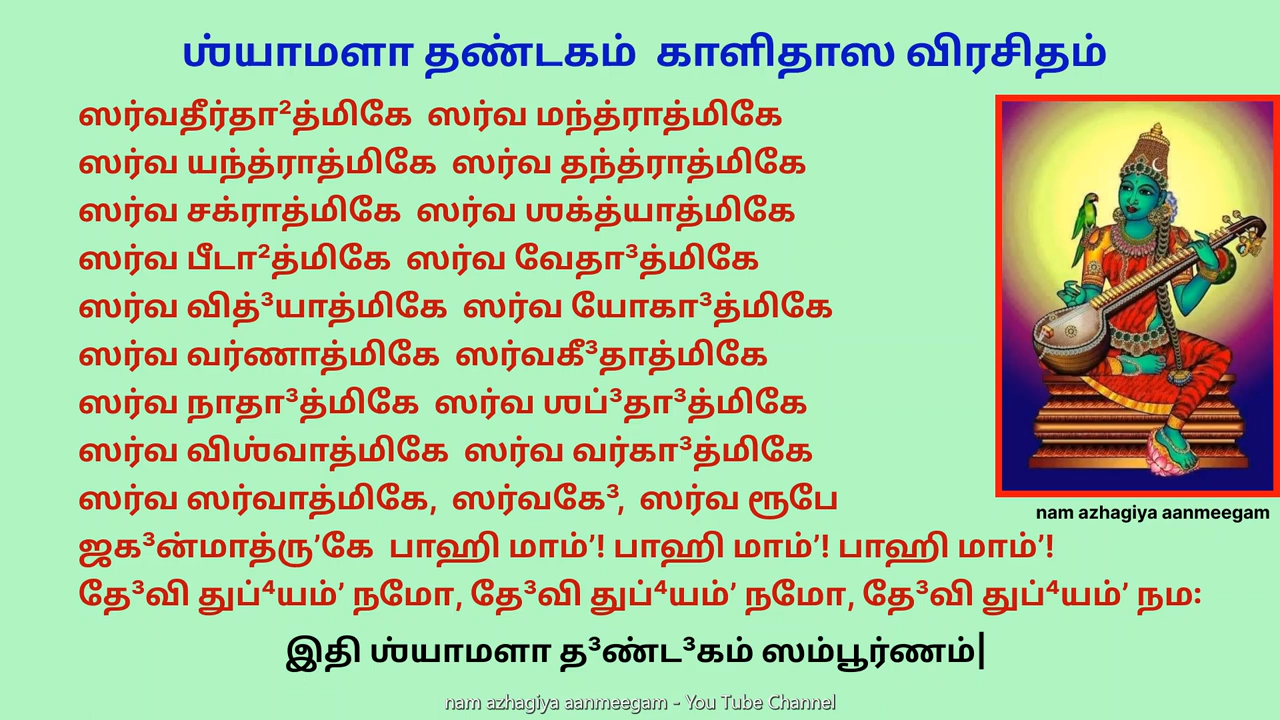 ஶ்யாமளா தண்டகம் காளிதாஸ விரசிதம்
ஸர்வதீர்தா²த்மிகே ஸர்வ மந்த்ராத்மிகே
ஸர்வ யந்த்ராத்மிகே ஸர்வ தந்த்ராத்மிகே
ஸர்வ சக்ராத்மிகே ஸர்வ ஶக்த்யாத்மிகே
ஸர்வ பீடா²த்மிகே ஸர்வ வேதா³த்மிகே
ஸர்வ வித்³யாத்மிகே ஸர்வ யோகா³த்மிகே
ஸர்வ வர்ணாத்மிகே ஸர்வகீ³தாத்மிகே
ஸர்வ நாதா³த்மிகே ஸர்வ ஶப்³தா³த்மிகே
ஸர்வ விஶ்வாத்மிகே ஸர்வ வர்கா³த்மிகே
ஸர்வ ஸர்வாத்மிகே, ஸர்வகே³, ஸர்வ ரூபே
ஜக³ன்மாத்ரு’கே பாஹி மாம்’! பாஹி மாம்’! பாஹி மாம்’!
தே³வி துப்⁴யம்’ நமோ, தே³வி துப்⁴யம்’ நமோ, தே³வி துப்⁴யம்’ நம:
இதி ஶ்யாமளா த³ண்ட³கம் ஸம்பூர்ணம்|
nam azhagiya aanmeegam
nam azhagiya aanmeegam - You Tube Channel